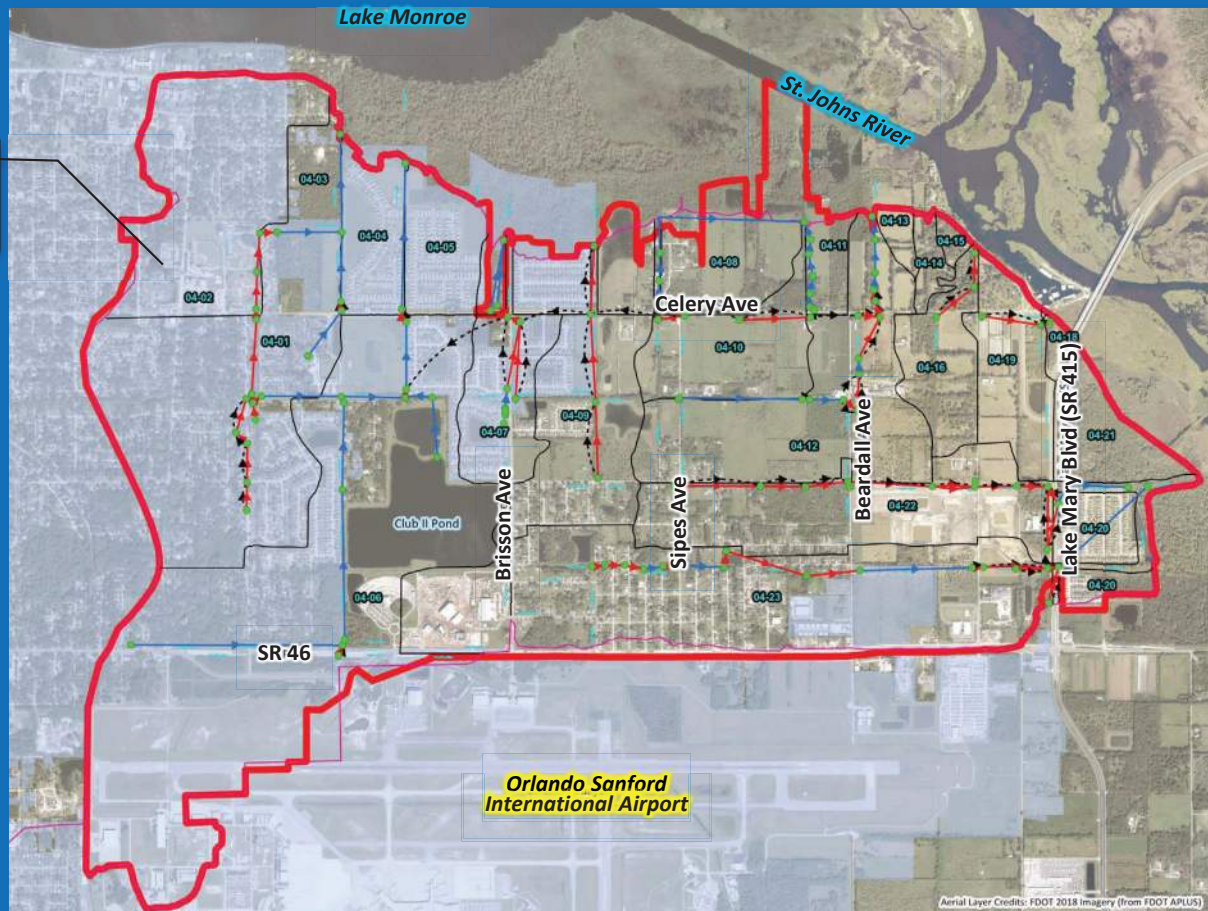 Lake Monroe
St. Johns River
04-03
04-04
04-05
04-02
04-08
04-11
04-13
04-14
04-15
Celery Ave
04-01
04-10
04-16
04-19
04-18
Lake Mary Blvd (SR 415)
04-07
04-09
04-12
Beardall Ave
04-21
Club II Pond
Brisson Ave
Sipes Ave
04-22
04-20
04-06
04-23
04-20
SR 46
Orlando Sanford
International Airport
Aerial Layer Credits: FDOT 2018 Imagery (from FDOT APLUS)